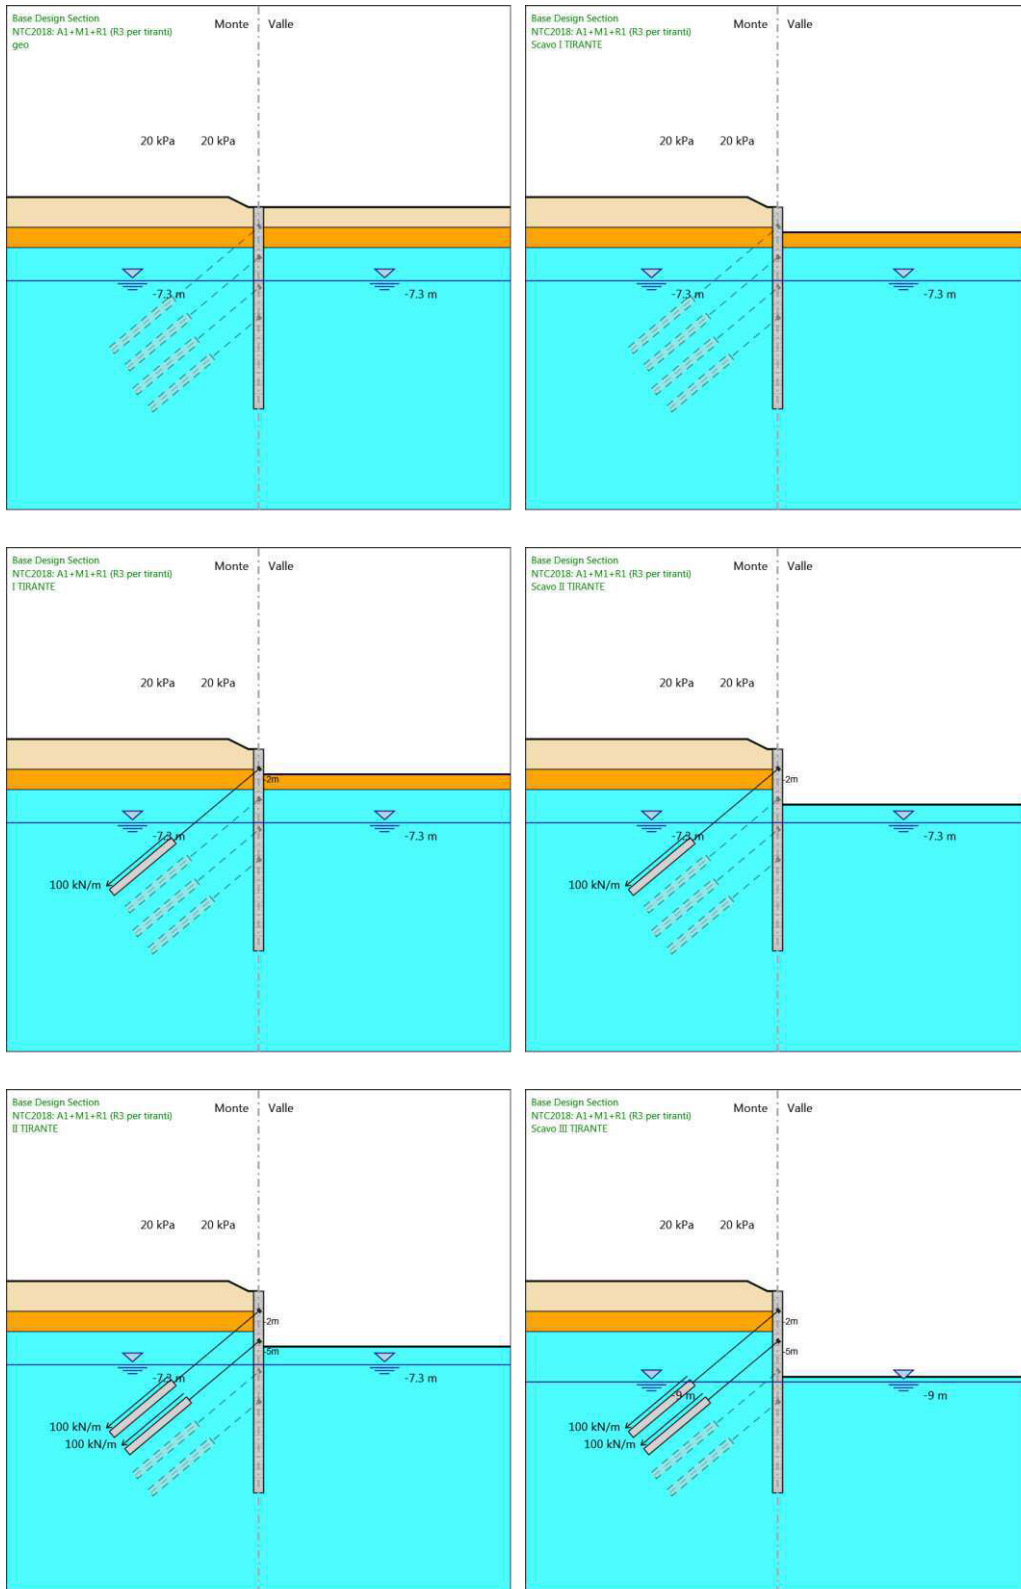 Base Design Section
NTC2018: A1+M1+R1 (R3 per tiranti)
geo
Monte Valle
20 kPa 20 kPa
-7.3 m -7.3 m
Base Design Section
NTC2018: A1+M1+R1 (R3 per tiranti)
Scavo I TIRANTE
Monte Valle
20 kPa 20 kPa
-7.3 m -7.3 m
Base Design Section
NTC2018: A1+M1+R1 (R3 per tiranti)
I TIRANTE
Monte Valle
20 kPa 20 kPa
-2m
-7.3 m -7.3 m
100 kN/m
Base Design Section
NTC2018: A1+M1+R1 (R3 per tiranti)
Scavo II TIRANTE
Monte Valle
20 kPa 20 kPa
-2m
-7.3 m -7.3 m
100 kN/m
Base Design Section
NTC2018: A1+M1+R1 (R3 per tiranti)
II TIRANTE
Monte Valle
20 kPa 20 kPa
-2m
-5m
-7.3 m -7.3 m
100 kN/m
100 kN/m
Base Design Section
NTC2018: A1+M1+R1 (R3 per tiranti)
Scavo III TIRANTE
Monte Valle
20 kPa 20 kPa
-2m
-5m
-9 m -9 m
100 kN/m
100 kN/m